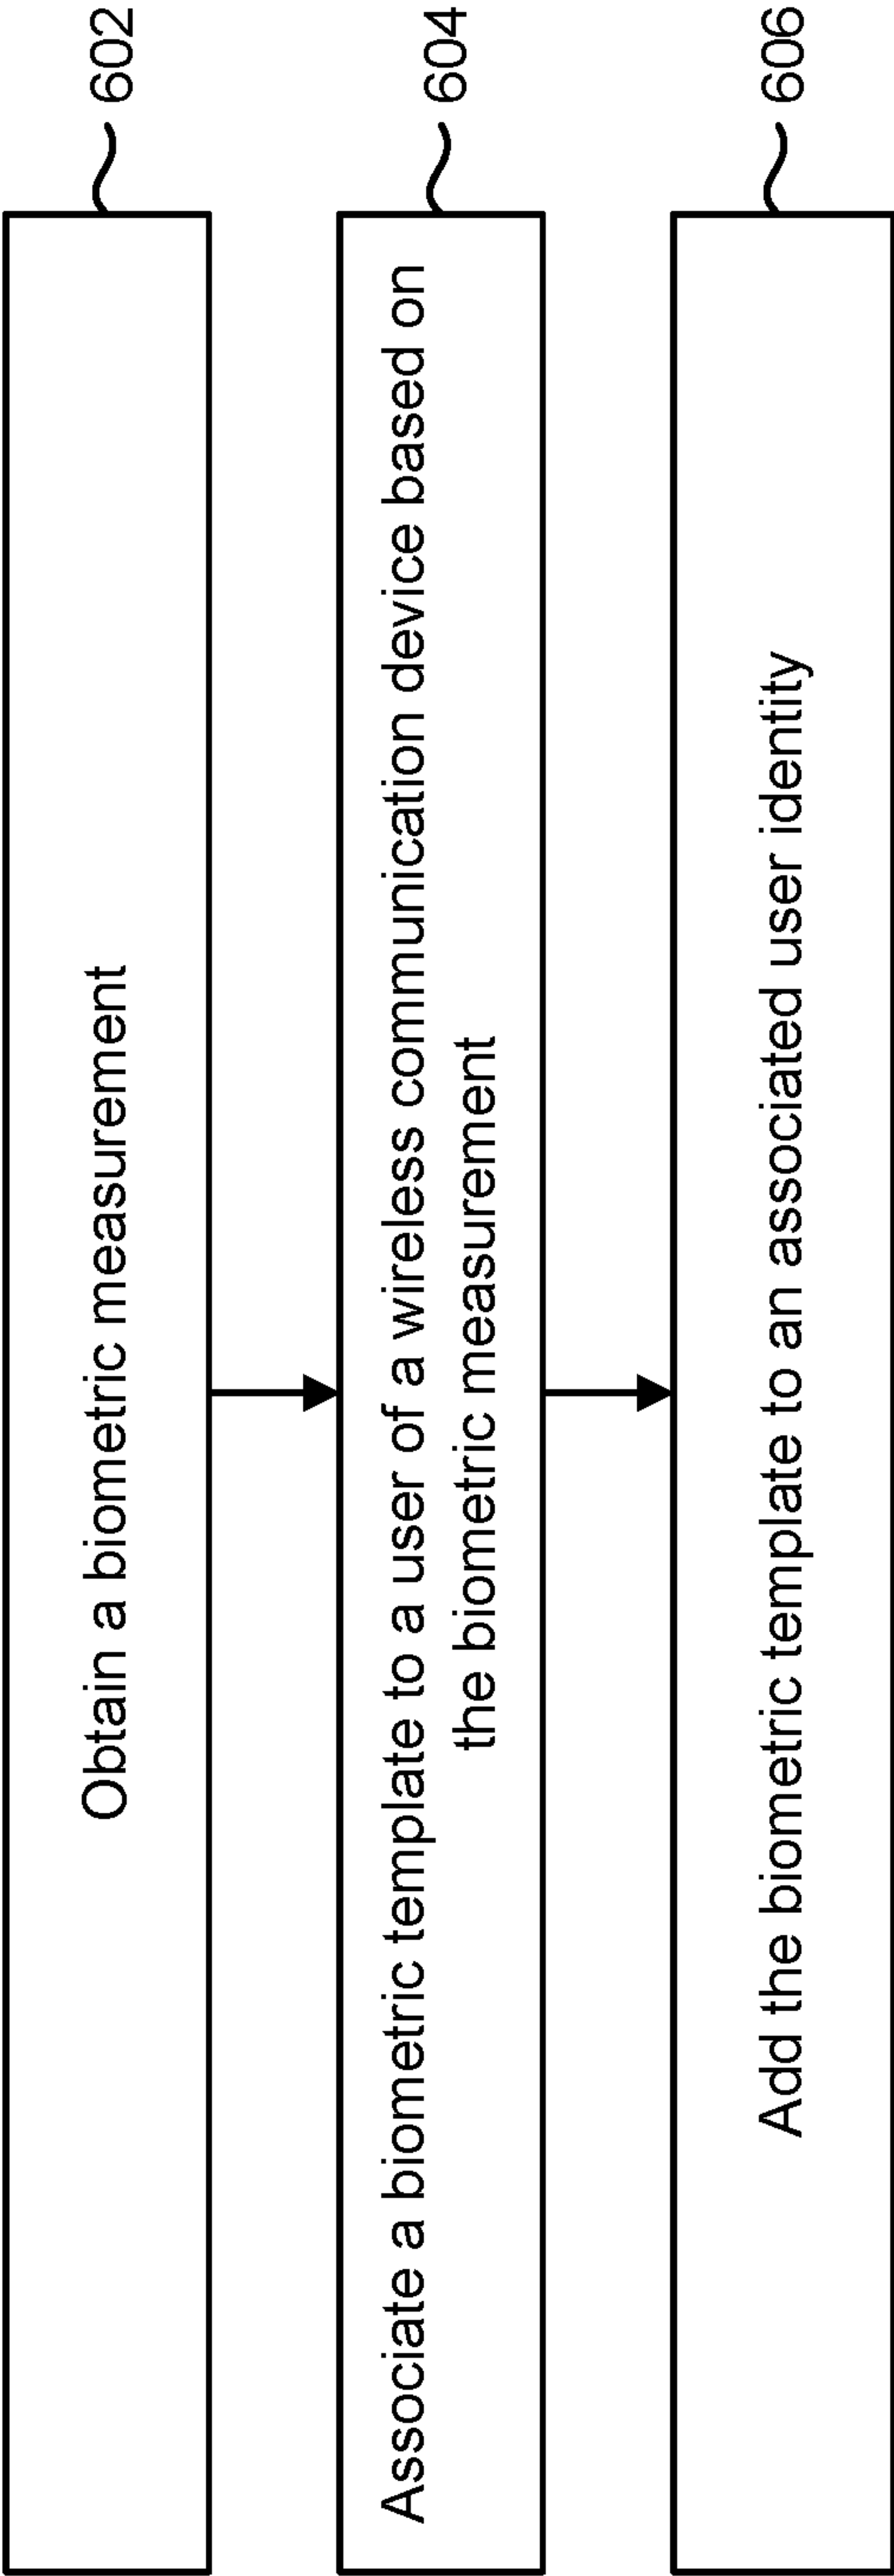 Obtain a biometric measurement
602
Associate a biometric template to a user of a wireless communication device based on
the biometric measurement
604
Add the biometric template to an associated user identity
606